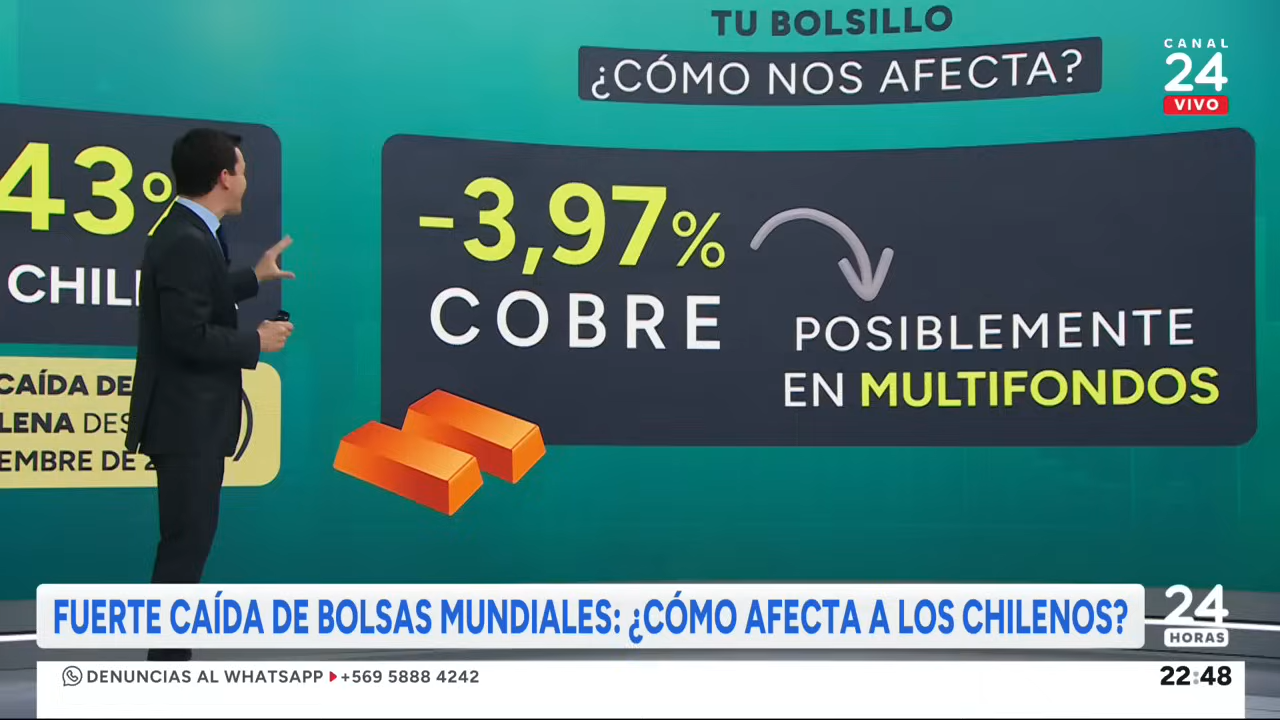 TU BOLSILLO
¿CÓMO NOS AFECTA?
CANAL
24
VIVO
43%
CHIL
CAÍDA DE
LENA DES
EMBRE DE 2
-3,97%
COBRE
POSIBLEMENTE
EN MULTIFONDOS
FUERTE CAÍDA DE BOLSAS MUNDIALES: ¿CÓMO AFECTA A LOS CHILENOS?
24
HORAS
DENUNCIAS AL WHATSAPP +569 5888 4242
22:48